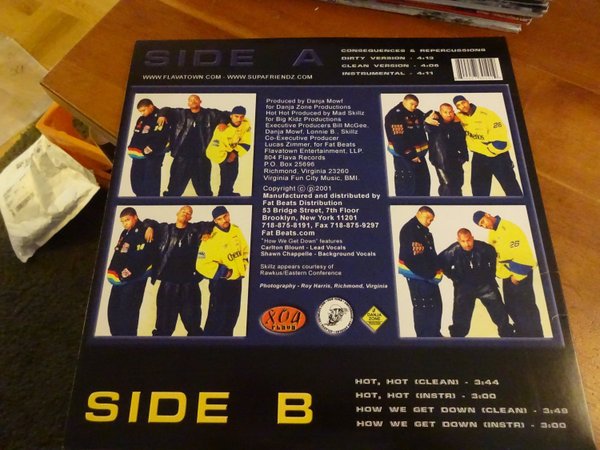 SIDE A
CONSEQUENCES & REPERCUSSIONS
DIRTY VERSION - 4:13
CLEAN VERSION - 4:06
INSTRUMENTAL - 4:11
WWW.FLAVATOWN.COM - WWW.SUPAFRIENDZ.COM
Produced by Danja Mowf
for Danja Zone Productions
Hot Hot Produced by Mad Skillz
for Big Kidz Productions
Executive Producers Bill McGee,
Danja Mowf, Lonnie B., Skillz
Co-Executive Producer
Lucas Zimmer, for Fat Beats
Flavatown Entertainment, LLP.
804 Flava Records
P.O. Box 25696
Richmond, Virginia 23260
Virginia Fun City Music, BMI.
Copyright © ℗2001
Manufactured and distributed by
Fat Beats Distribution
53 Bridge Street, 7th Floor
Brooklyn, New York 11201
718-875-8191, Fax 718-875-9297
Fat Beats.com
"How We Get Down" features
Carlton Blount - Lead Vocals
Shawn Chappelle - Background Vocals
Skillz appears courtesy of
Rawkus/Eastern Conference
Photography - Roy Harris, Richmond, Virginia
804
FLAVA
DANJA
ZONE
SIDE B
HOT, HOT (CLEAN) - 3:44
HOT, HOT (INSTR) - 3:00
HOW WE GET DOWN (CLEAN) - 3:49
HOW WE GET DOWN (INSTR) - 3:00